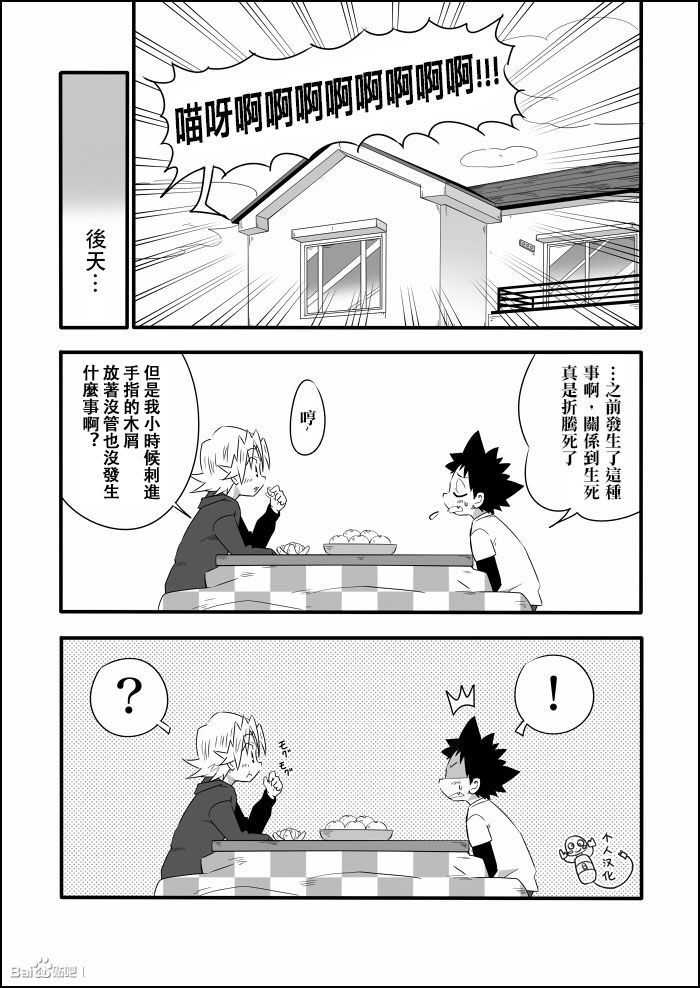 喵呀啊啊啊啊啊啊啊啊!!!
後天…
…之前發生了這種
事啊，關係到生死
真是折騰死了
哼
但是我小時候刺進
手指的木屑
放著沒管也沒發生
什麼事啊？
！
？
モグ
モグ
个人汉化
Bai贴吧